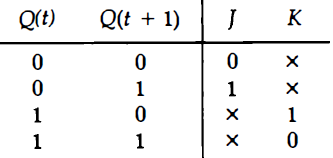 Q(t) Q(t + 1) J K
0 0 0 ×
0 1 1 ×
1 0 × 1
1 1 × 0